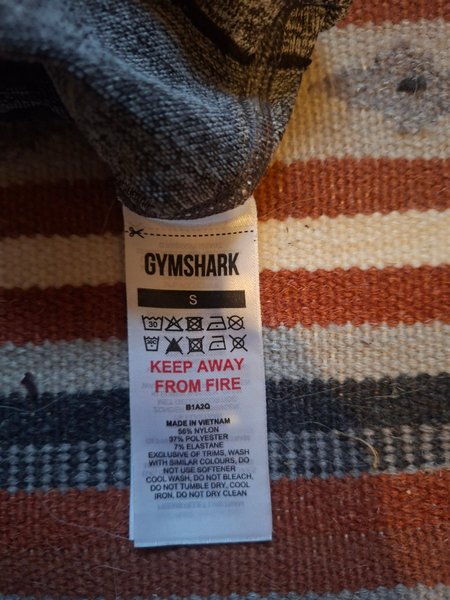 GYMSHARK
S
30
KEEP AWAY
FROM FIRE
B1A2Q
MADE IN VIETNAM
56% NYLON
37% POLYESTER
7% ELASTANE
EXCLUSIVE OF TRIMS, WASH
WITH SIMILAR COLOURS, DO
NOT USE SOFTENER
COOL WASH, DO NOT BLEACH,
DO NOT TUMBLE DRY, COOL
IRON, DO NOT DRY CLEAN